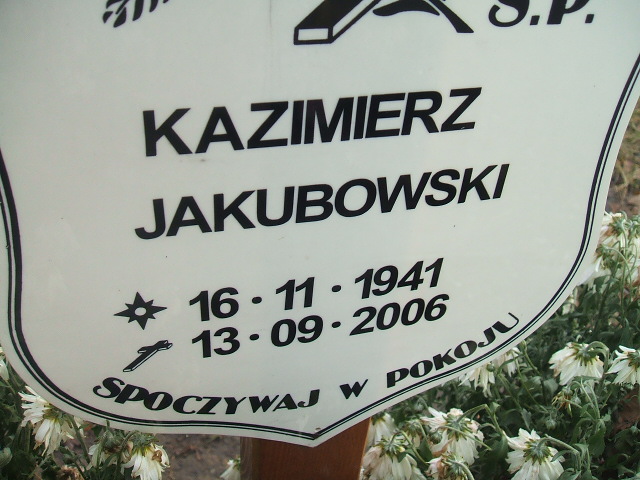 Ś.P.
KAZIMIERZ
JAKUBOWSKI
16 · 11 · 1941
13 · 09 · 2006
SPOCZYWAJ W POKOJU